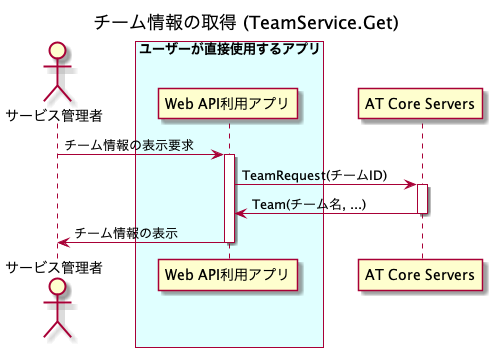 チーム情報の取得 (TeamService.Get)
ユーザーが直接使用するアプリ
サービス管理者
Web API利用アプリ
AT Core Servers
チーム情報の表示要求
TeamRequest(チームID)
Team(チーム名, ...)
チーム情報の表示
サービス管理者
Web API利用アプリ
AT Core Servers